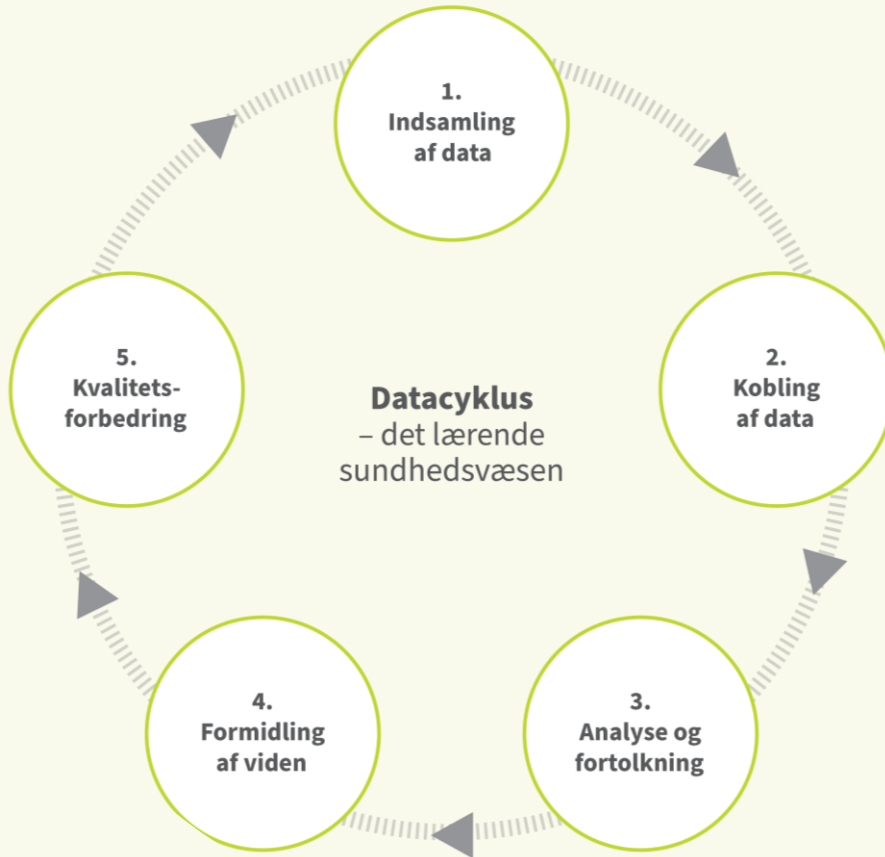 1.
Indsamling
af data
2.
Kobling
af data
3.
Analyse og
fortolkning
4.
Formidling
af viden
5.
Kvalitets-
forbedring
Datacyklus
– det lærende
sundhedsvæsen